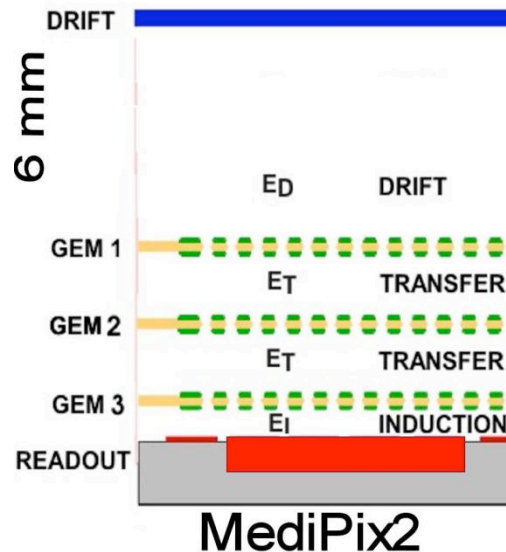 DRIFT
6 mm
ED DRIFT
GEM 1
ET TRANSFER
GEM 2
ET TRANSFER
GEM 3
EI INDUCTION
READOUT
MediPix2